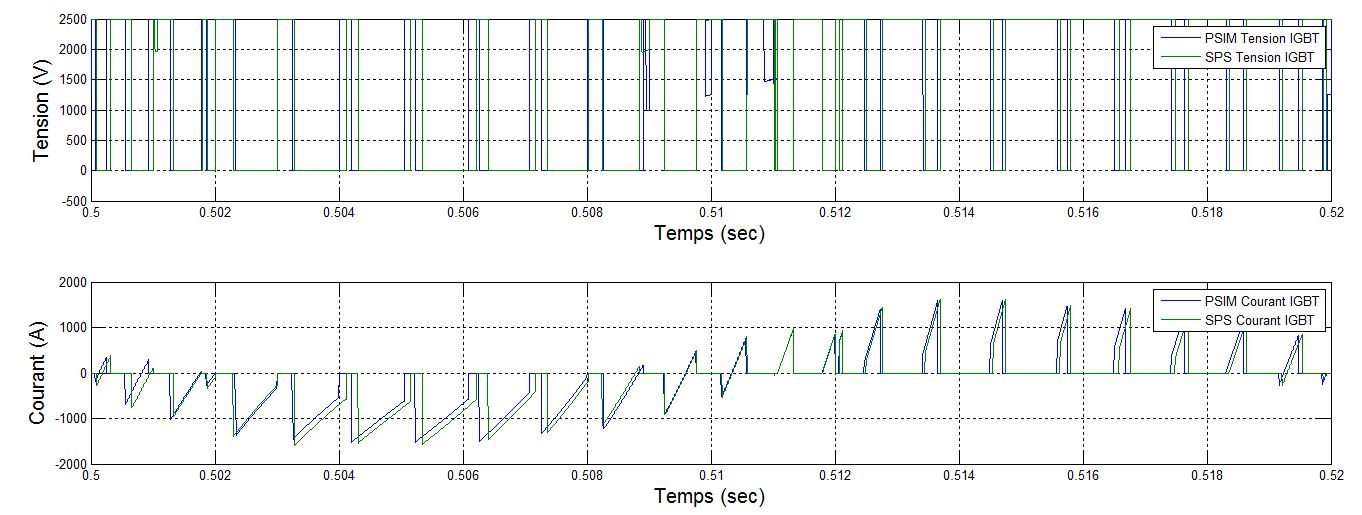 2500
2000
1500
1000
500
0
-500
Tension (V)
PSIM Tension IGBT
SPS Tension IGBT
0.5 0.502 0.504 0.506 0.508 0.51 0.512 0.514 0.516 0.518 0.52
Temps (sec)
2000
1000
0
-1000
-2000
Courant (A)
PSIM Courant IGBT
SPS Courant IGBT
0.5 0.502 0.504 0.506 0.508 0.51 0.512 0.514 0.516 0.518 0.52
Temps (sec)